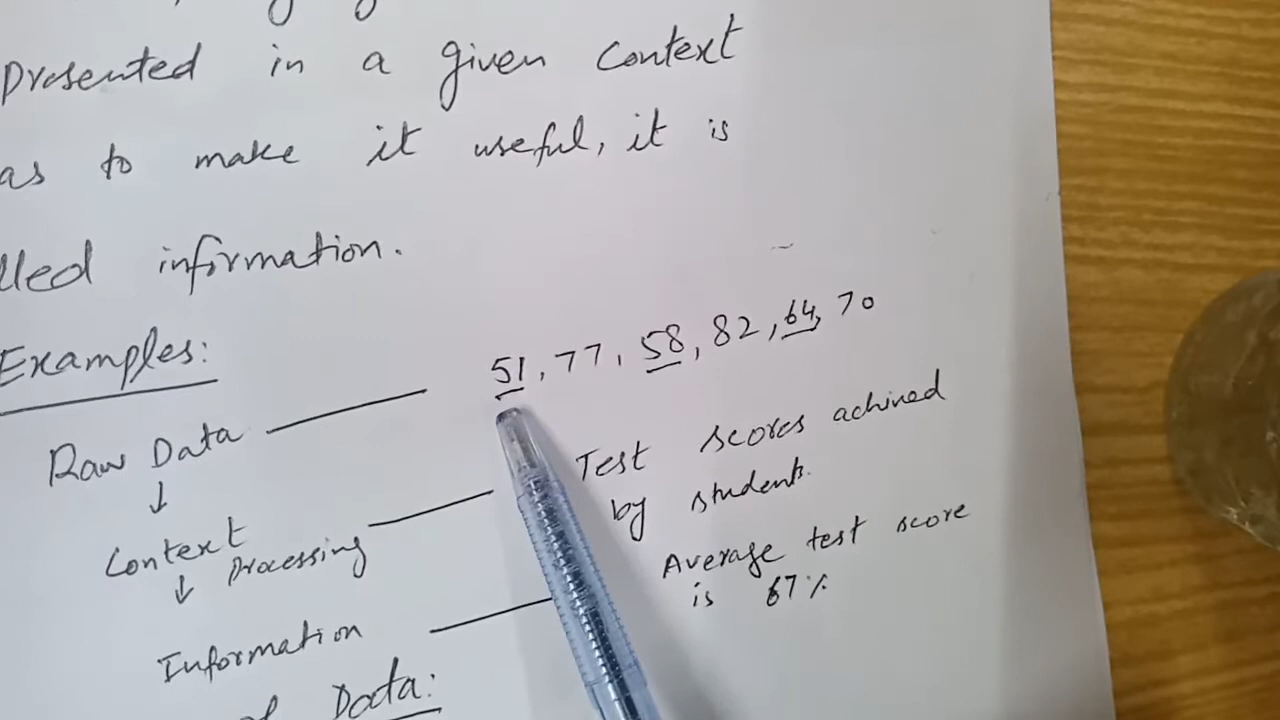 Presented in a given Context
as to make it useful, it is
lled information.
Examples:
Raw Data — 51, 77, 58, 82, 64, 70
↓
Context — Test scores achived
by students.
↓ Processing
Average test score
is 67%
Information —
of Data: